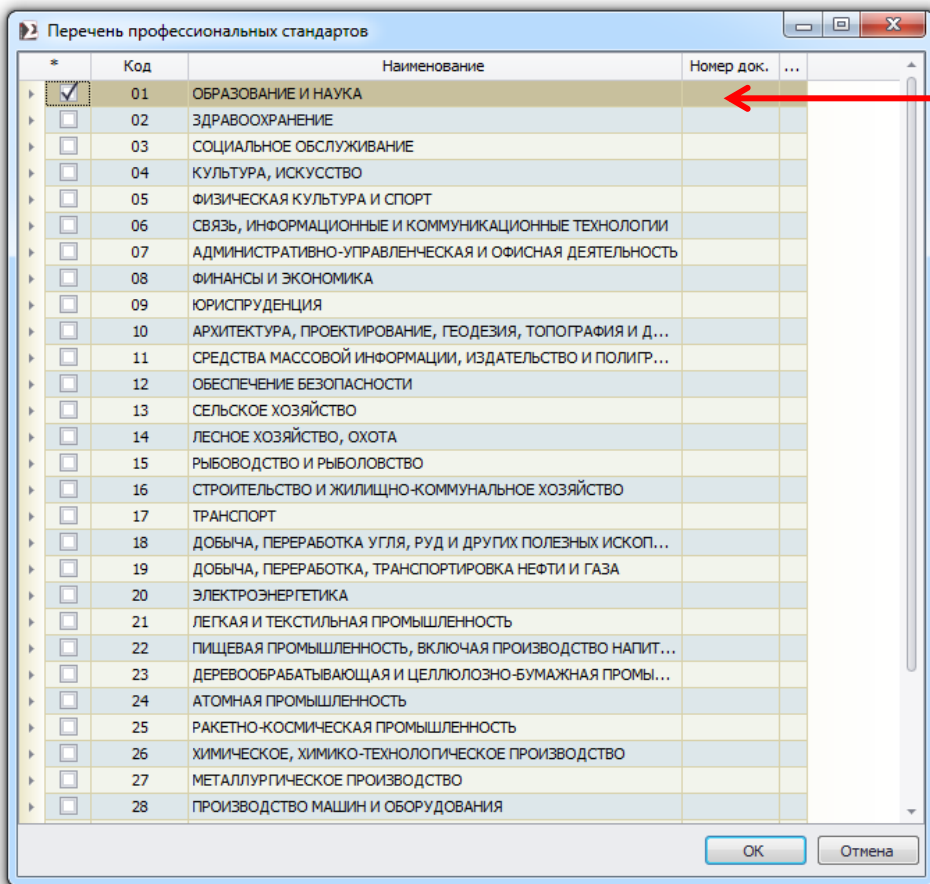 Перечень профессиональных стандартов
* Код Наименование Номер док. ...
01 ОБРАЗОВАНИЕ И НАУКА
02 ЗДРАВООХРАНЕНИЕ
03 СОЦИАЛЬНОЕ ОБСЛУЖИВАНИЕ
04 КУЛЬТУРА, ИСКУССТВО
05 ФИЗИЧЕСКАЯ КУЛЬТУРА И СПОРТ
06 СВЯЗЬ, ИНФОРМАЦИОННЫЕ И КОММУНИКАЦИОННЫЕ ТЕХНОЛОГИИ
07 АДМИНИСТРАТИВНО-УПРАВЛЕНЧЕСКАЯ И ОФИСНАЯ ДЕЯТЕЛЬНОСТЬ
08 ФИНАНСЫ И ЭКОНОМИКА
09 ЮРИСПРУДЕНЦИЯ
10 АРХИТЕКТУРА, ПРОЕКТИРОВАНИЕ, ГЕОДЕЗИЯ, ТОПОГРАФИЯ И Д...
11 СРЕДСТВА МАССОВОЙ ИНФОРМАЦИИ, ИЗДАТЕЛЬСТВО И ПОЛИГР...
12 ОБЕСПЕЧЕНИЕ БЕЗОПАСНОСТИ
13 СЕЛЬСКОЕ ХОЗЯЙСТВО
14 ЛЕСНОЕ ХОЗЯЙСТВО, ОХОТА
15 РЫБОВОДСТВО И РЫБОЛОВСТВО
16 СТРОИТЕЛЬСТВО И ЖИЛИЩНО-КОММУНАЛЬНОЕ ХОЗЯЙСТВО
17 ТРАНСПОРТ
18 ДОБЫЧА, ПЕРЕРАБОТКА УГЛЯ, РУД И ДРУГИХ ПОЛЕЗНЫХ ИСКОП...
19 ДОБЫЧА, ПЕРЕРАБОТКА, ТРАНСПОРТИРОВКА НЕФТИ И ГАЗА
20 ЭЛЕКТРОЭНЕРГЕТИКА
21 ЛЕГКАЯ И ТЕКСТИЛЬНАЯ ПРОМЫШЛЕННОСТЬ
22 ПИЩЕВАЯ ПРОМЫШЛЕННОСТЬ, ВКЛЮЧАЯ ПРОИЗВОДСТВО НАПИТ...
23 ДЕРЕВООБРАБАТЫВАЮЩАЯ И ЦЕЛЛЮЛОЗНО-БУМАЖНАЯ ПРОМЫ...
24 АТОМНАЯ ПРОМЫШЛЕННОСТЬ
25 РАКЕТНО-КОСМИЧЕСКАЯ ПРОМЫШЛЕННОСТЬ
26 ХИМИЧЕСКОЕ, ХИМИКО-ТЕХНОЛОГИЧЕСКОЕ ПРОИЗВОДСТВО
27 МЕТАЛЛУРГИЧЕСКОЕ ПРОИЗВОДСТВО
28 ПРОИЗВОДСТВО МАШИН И ОБОРУДОВАНИЯ
ОК Отмена